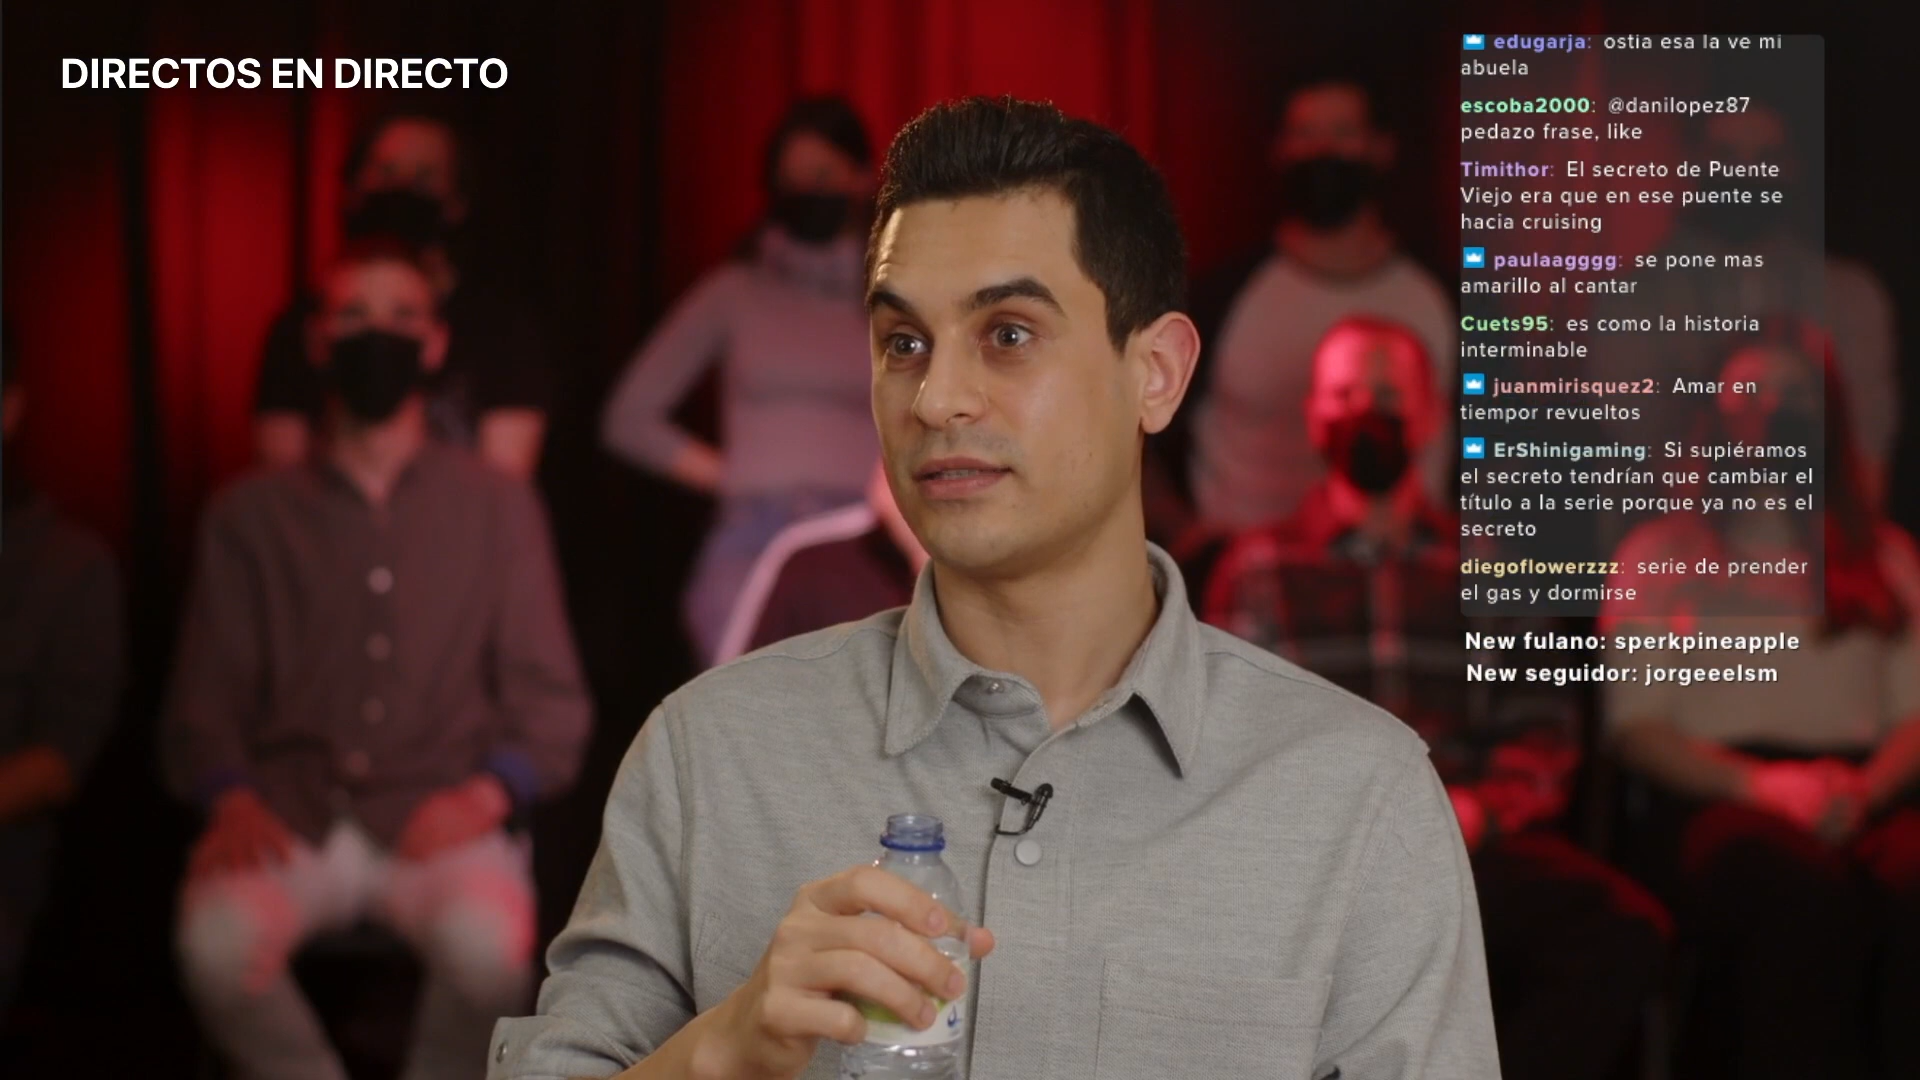 DIRECTOS EN DIRECTO
edugarja: ostia esa la ve mi
abuela
escoba2000: @danilopez87
pedazo frase, like
Timithor: El secreto de Puente
Viejo era que en ese puente se
hacia cruising
paulaagggg: se pone mas
amarillo al cantar
Cuets95: es como la historia
interminable
juanmirisquez2: Amar en
tiempor revueltos
ErShinigaming: Si supiéramos
el secreto tendrían que cambiar el
título a la serie porque ya no es el
secreto
diegoflowerzzz: serie de prender
el gas y dormirse
New fulano: sperkpineapple
New seguidor: jorgeeelsm